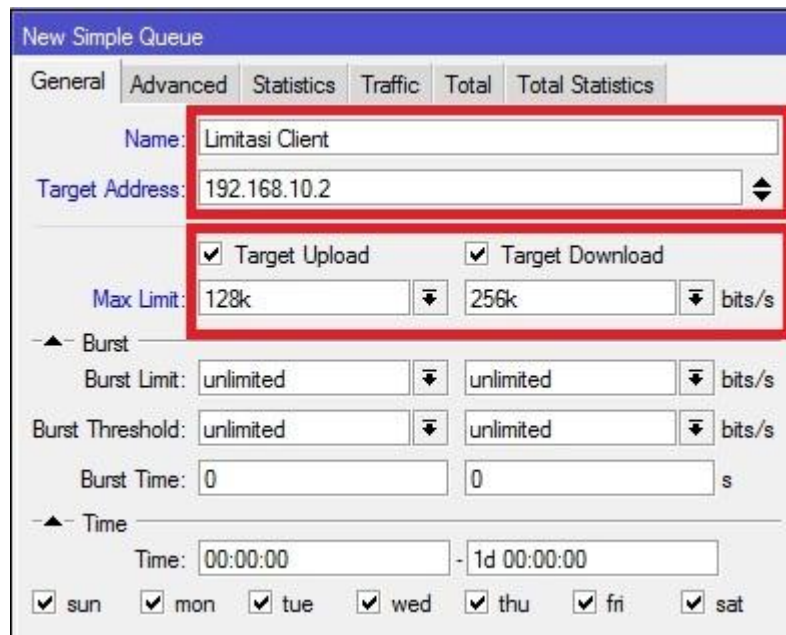 New Simple Queue
General Advanced Statistics Traffic Total Total Statistics
Name: Limitasi Client
Target Address: 192.168.10.2
Target Upload Target Download
Max Limit: 128k 256k bits/s
Burst
Burst Limit: unlimited unlimited bits/s
Burst Threshold: unlimited unlimited bits/s
Burst Time: 0 0 s
Time
Time: 00:00:00 - 1d 00:00:00
sun mon tue wed thu fri sat